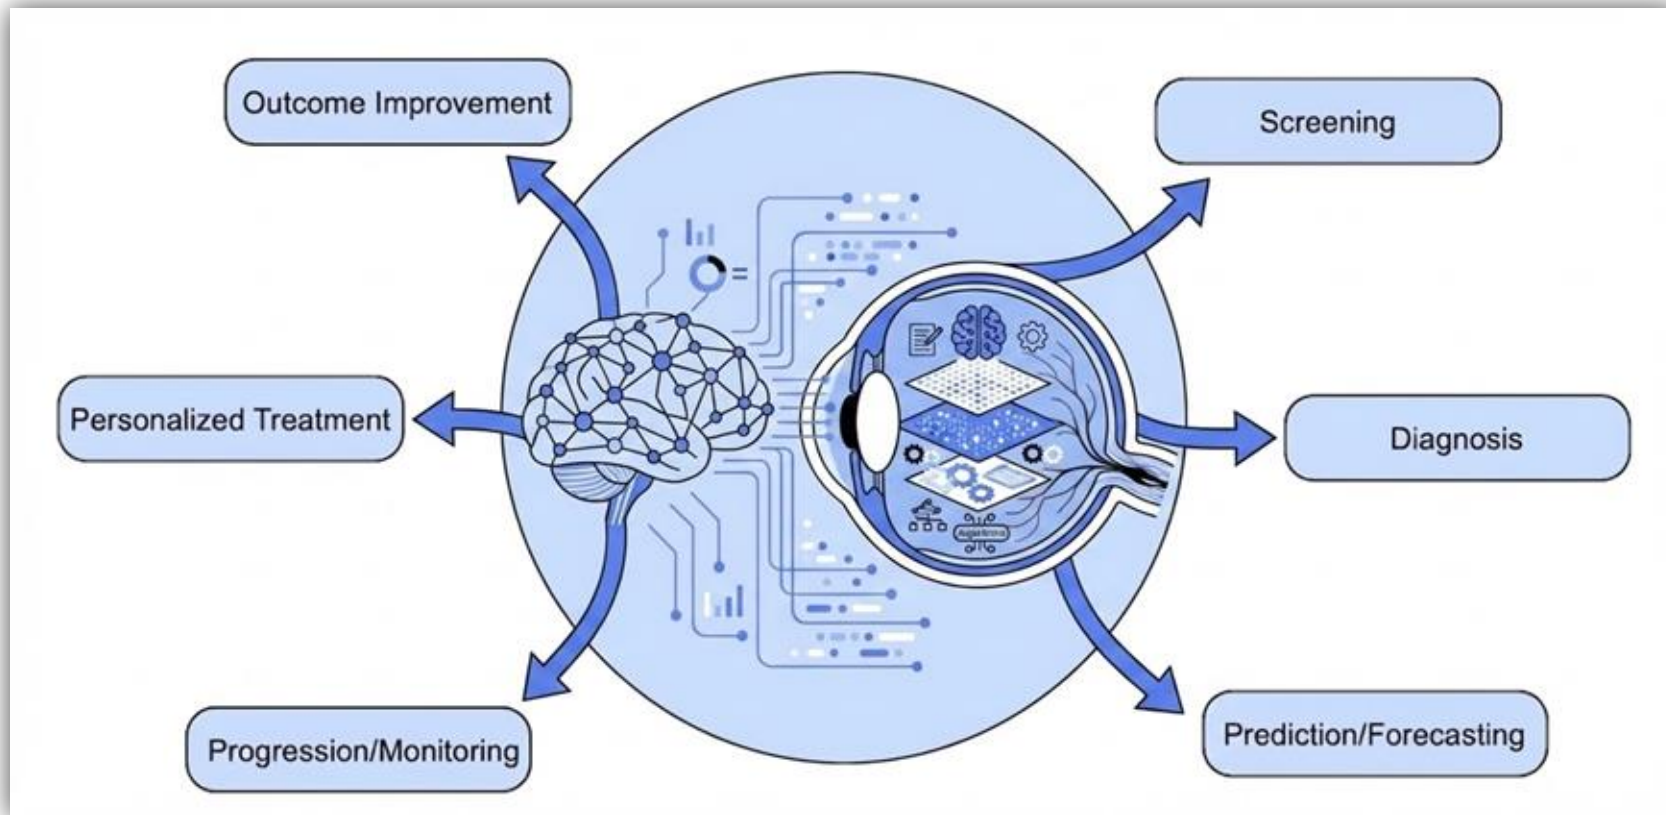 Outcome Improvement
Screening
Personalized Treatment
Diagnosis
Progression/Monitoring
Prediction/Forecasting